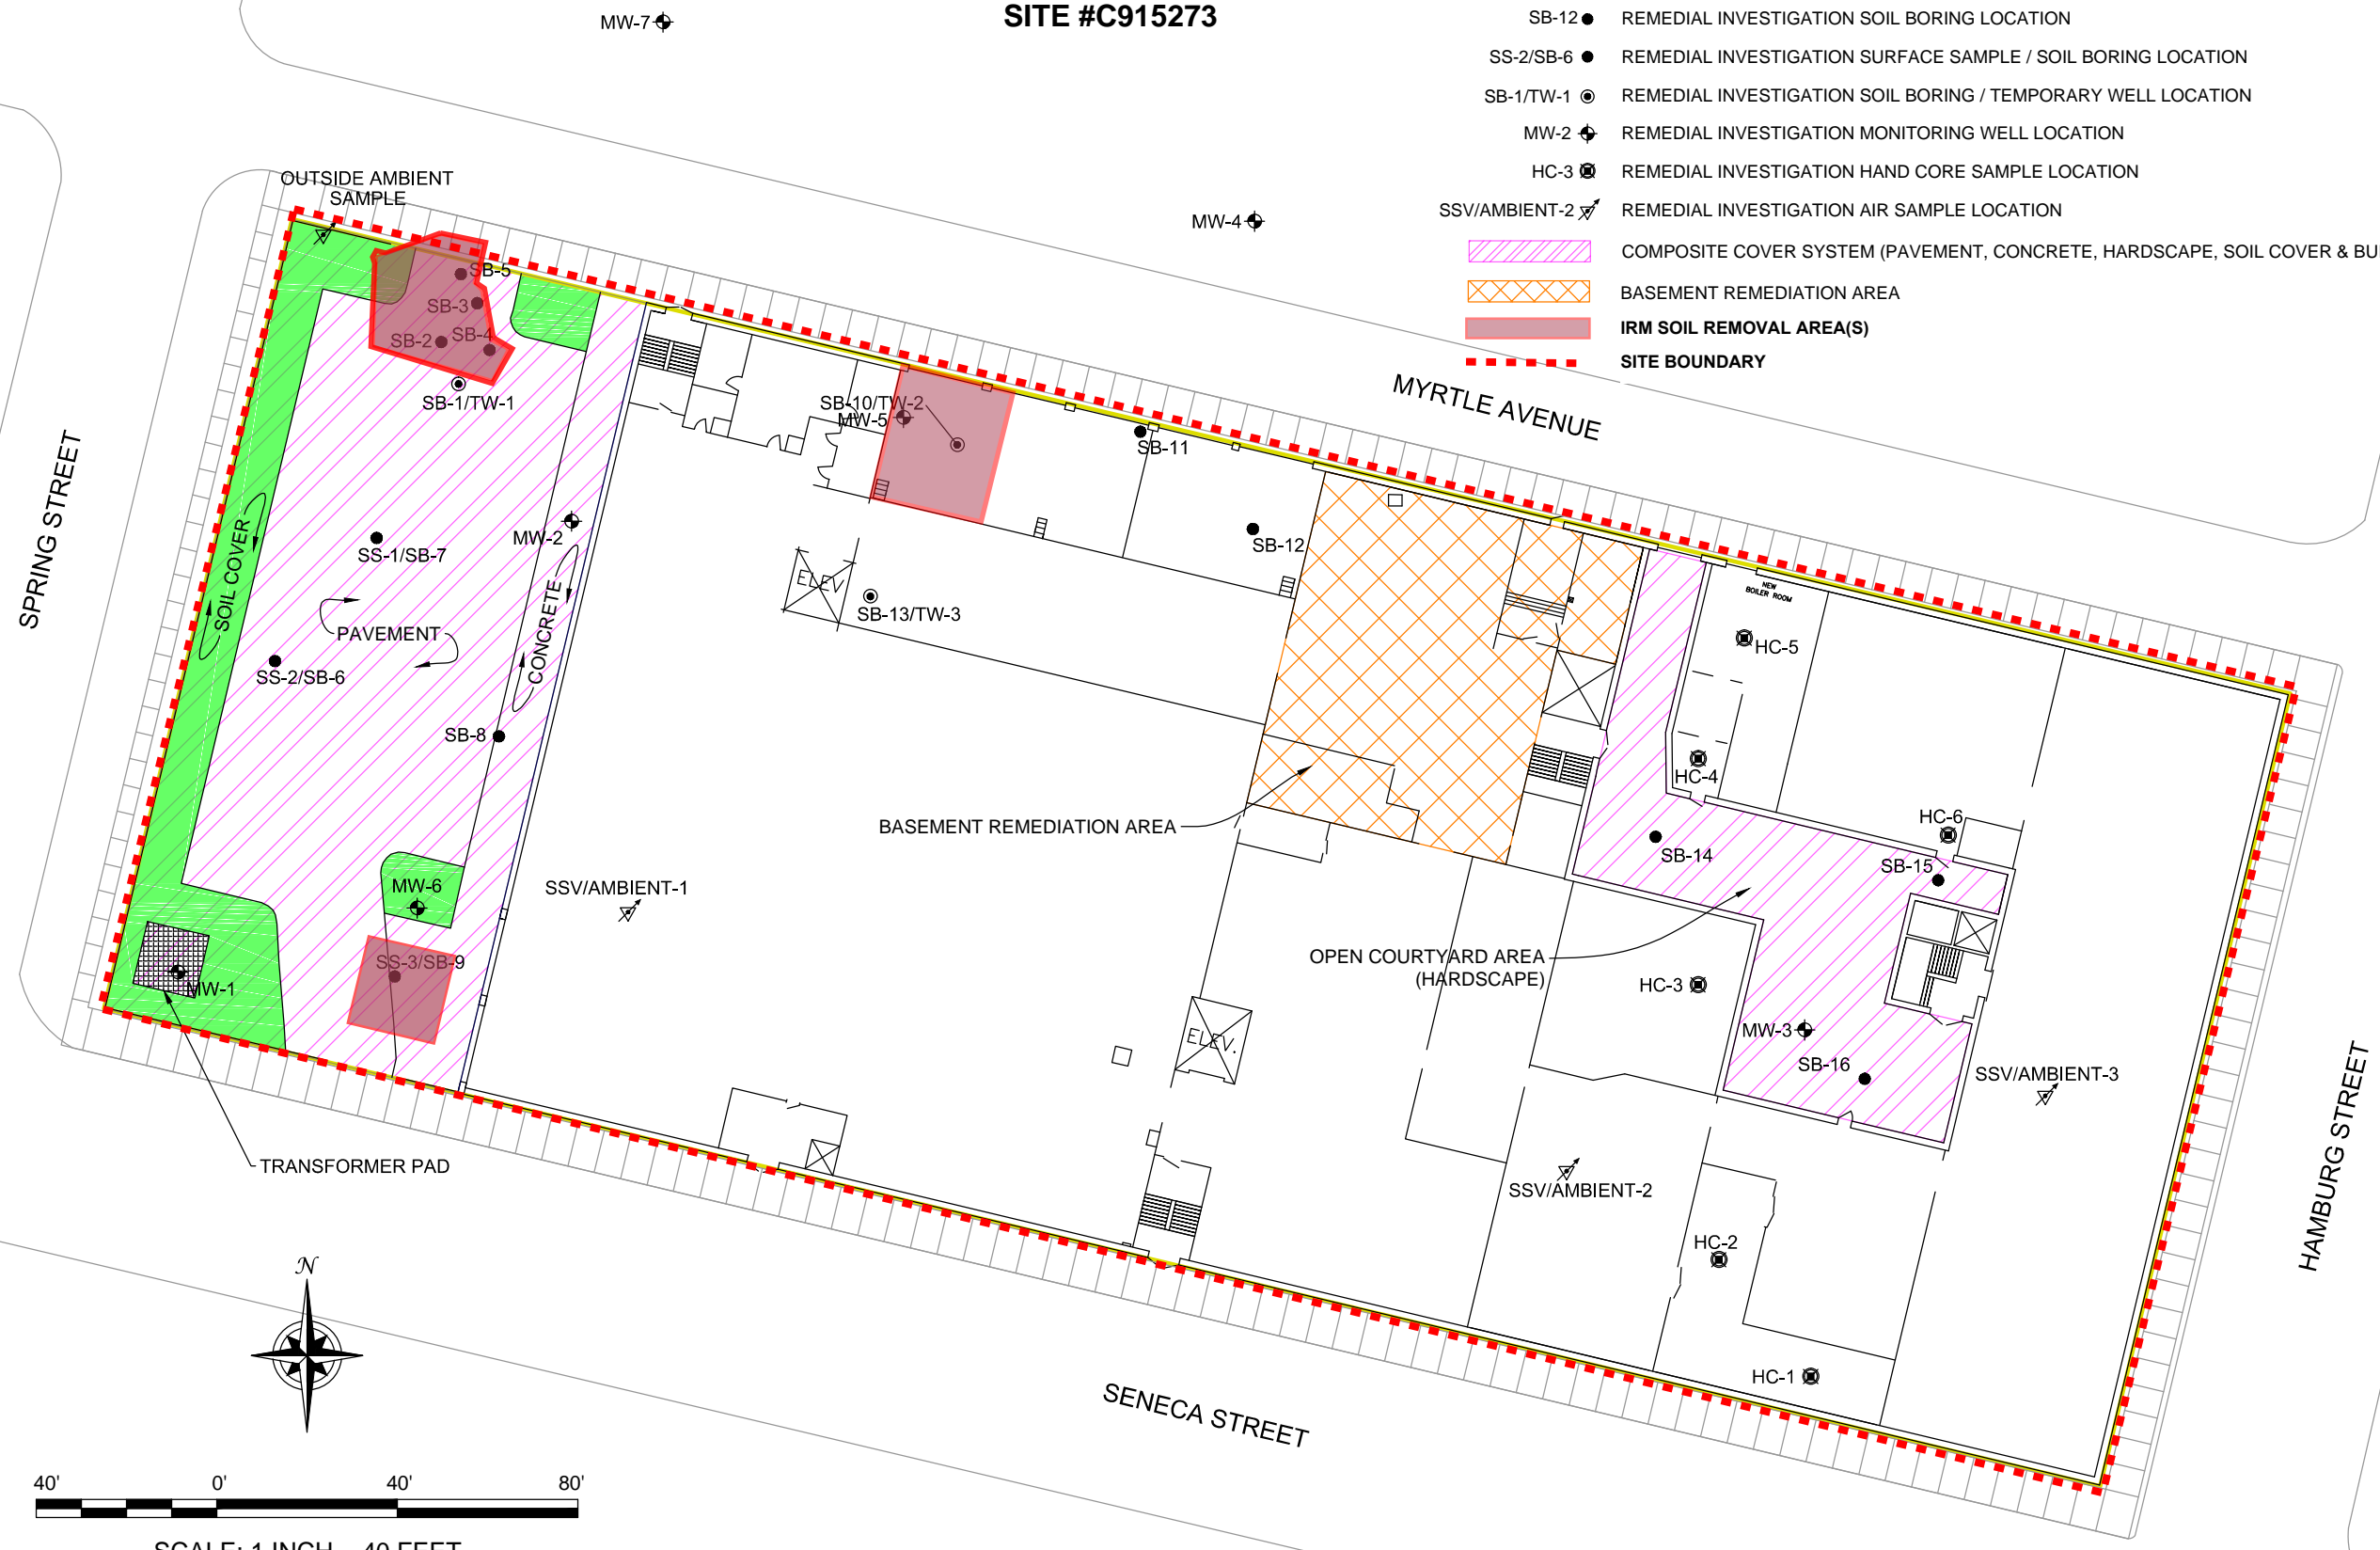 SITE #C915273
MW-7
SB-12
REMEDIAL INVESTIGATION SOIL BORING LOCATION
SS-2/SB-6
REMEDIAL INVESTIGATION SURFACE SAMPLE / SOIL BORING LOCATION
SB-1/TW-1
REMEDIAL INVESTIGATION SOIL BORING / TEMPORARY WELL LOCATION
MW-2
REMEDIAL INVESTIGATION MONITORING WELL LOCATION
HC-3
REMEDIAL INVESTIGATION HAND CORE SAMPLE LOCATION
SSV/AMBIENT-2
REMEDIAL INVESTIGATION AIR SAMPLE LOCATION
COMPOSITE COVER SYSTEM (PAVEMENT, CONCRETE, HARDSCAPE, SOIL COVER & BU
BASEMENT REMEDIATION AREA
IRM SOIL REMOVAL AREA(S)
SITE BOUNDARY
OUTSIDE AMBIENT
SAMPLE
MW-4
SB-5
SB-3
SB-2
SB-4
SB-1/TW-1
SB-10/TW-2
MW-5
SB-11
MYRTLE AVENUE
SPRING STREET
SOIL COVER
SS-1/SB-7
MW-2
CONCRETE
PAVEMENT
SS-2/SB-6
SB-8
ELEV.
SB-13/TW-3
SB-12
NEW
BOILER ROOM
HC-5
HC-4
HC-6
SB-14
SB-15
BASEMENT REMEDIATION AREA
MW-6
SSV/AMBIENT-1
SS-3/SB-9
MW-1
OPEN COURTYARD AREA
(HARDSCAPE)
HC-3
MW-3
SB-16
ELEV.
SSV/AMBIENT-3
HAMBURG STREET
TRANSFORMER PAD
SSV/AMBIENT-2
HC-2
HC-1
SENECA STREET
N
40' 0' 40' 80'